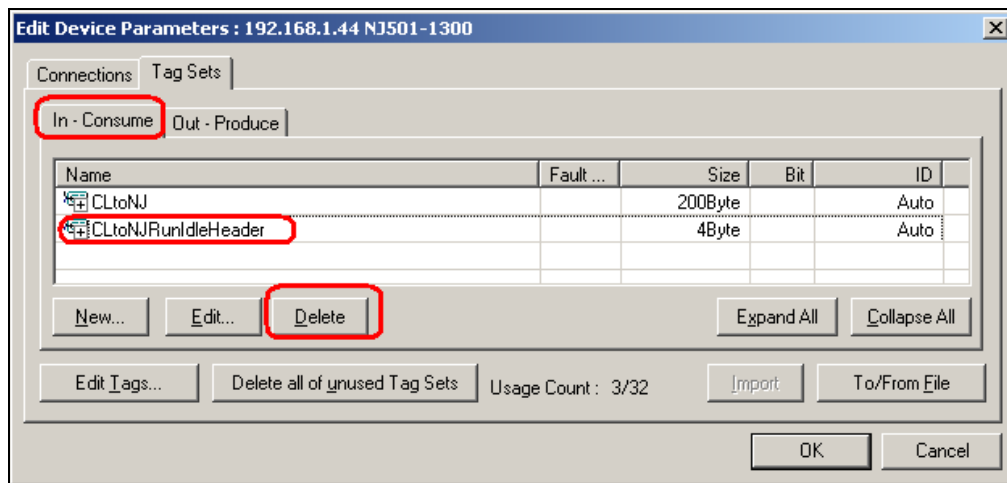 Edit Device Parameters : 192.168.1.44 NJ501-1300
Connections Tag Sets
In - Consume Out - Produce
Name Fault ... Size Bit ID
CLtoNJ 200Byte Auto
CLtoNJRunIdleHeader 4Byte Auto
New... Edit... Delete Expand All Collapse All
Edit Tags... Delete all of unused Tag Sets Usage Count : 3/32 Import To/From File
OK Cancel